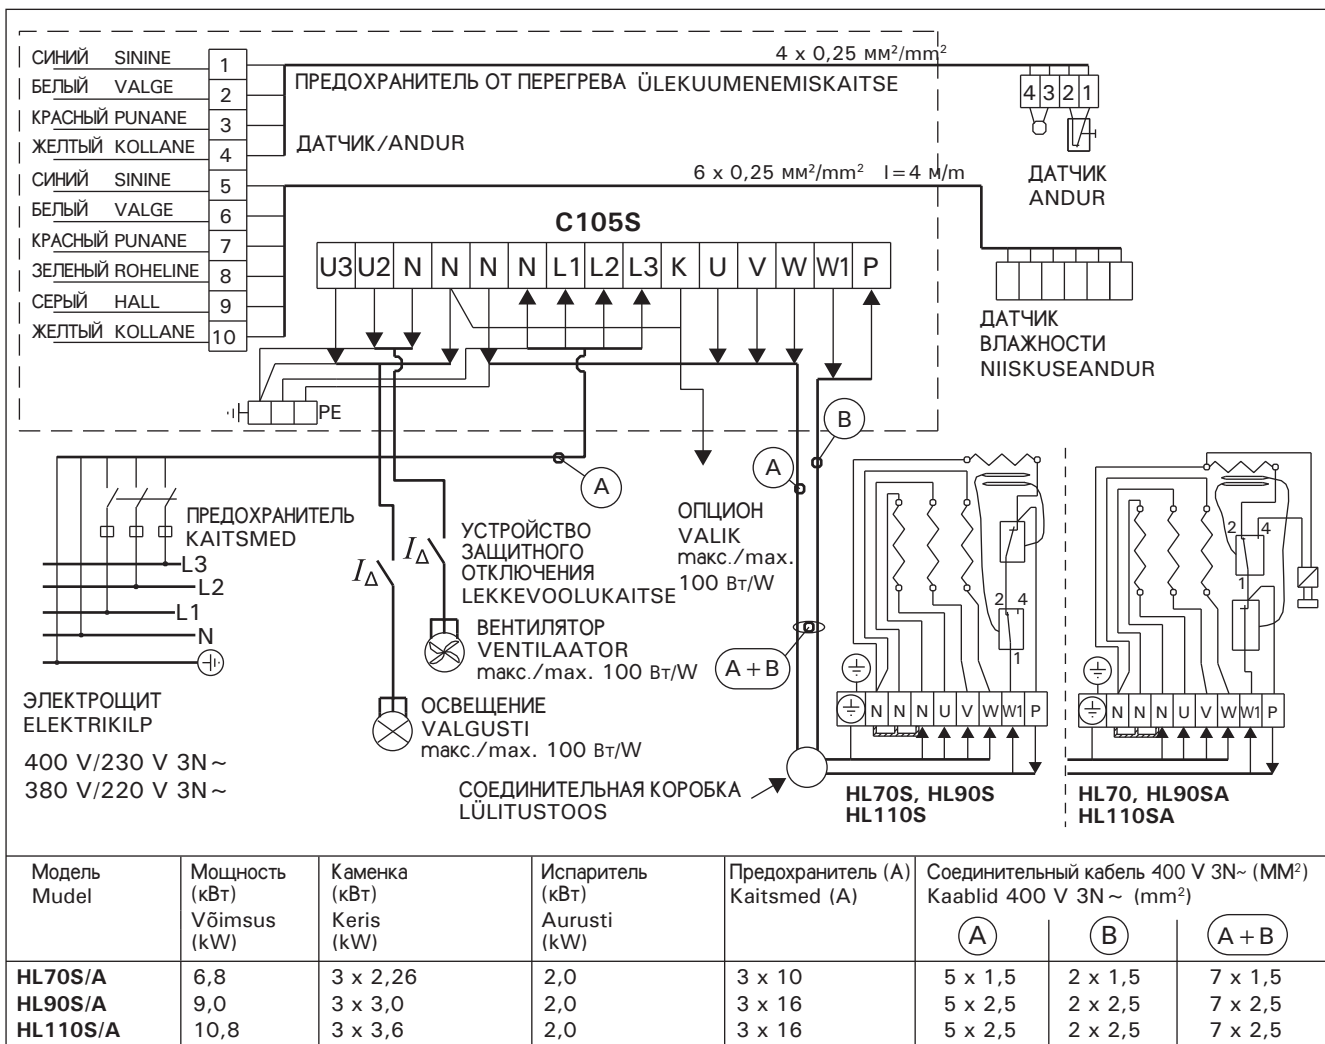 СИНИЙ SININE 1
БЕЛЫЙ VALGE 2
КРАСНЫЙ PUNANE 3
ЖЕЛТЫЙ KOLLANE 4
СИНИЙ SININE 5
БЕЛЫЙ VALGE 6
КРАСНЫЙ PUNANE 7
ЗЕЛЕНЫЙ ROHELINE 8
СЕРЫЙ HALL 9
ЖЕЛТЫЙ KOLLANE 10
4 x 0,25 мм²/mm²
ПРЕДОХРАНИТЕЛЬ ОТ ПЕРЕГРЕВА ÜLEKUUMENEMISKAITSE
ДАТЧИК/ANDUR
4 3 2 1
ДАТЧИК
ANDUR
6 x 0,25 мм²/mm² l=4 м/m
C105S
U3 U2 N N N N L1 L2 L3 K U V W W1 P
ДАТЧИК
ВЛАЖНОСТИ
NIISKUSEANDUR
PE
A
B
A
ПРЕДОХРАНИТЕЛЬ
KAITSMED
L3
L2
L1
N
ЭЛЕКТРОЩИТ
ELEKTRIKILP
400 V/230 V 3N~
380 V/220 V 3N~
IΔ
IΔ
УСТРОЙСТВО
ЗАЩИТНОГО
ОТКЛЮЧЕНИЯ
LEKKEVOOLUKAITSE
ВЕНТИЛЯТОР
VENTILAATOR
макс./max. 100 Вт/W
ОСВЕЩЕНИЕ
VALGUSTI
макс./max. 100 Вт/W
ОПЦИОН
VALIK
макс./max.
100 Вт/W
A+B
СОЕДИНИТЕЛЬНАЯ КОРОБКА
LÜLITUSTOOS
2 4
1
N N N U V W W1 P
HL70S, HL90S
HL110S
2 4
1
N N N U V W W1 P
HL70, HL90SA
HL110SA
Модель
Mudel
Мощность
(кВт)
Võimsus
(kW)
Каменка
(кВт)
Keris
(kW)
Испаритель
(кВт)
Aurusti
(kW)
Предохранитель (А)
Kaitsmed (A)
Соединительный кабель 400 V 3N~ (ММ²)
Kaablid 400 V 3N~ (mm²)
A B A+B
HL70S/A 6,8 3 x 2,26 2,0 3 x 10 5 x 1,5 2 x 1,5 7 x 1,5
HL90S/A 9,0 3 x 3,0 2,0 3 x 16 5 x 2,5 2 x 2,5 7 x 2,5
HL110S/A 10,8 3 x 3,6 2,0 3 x 16 5 x 2,5 2 x 2,5 7 x 2,5